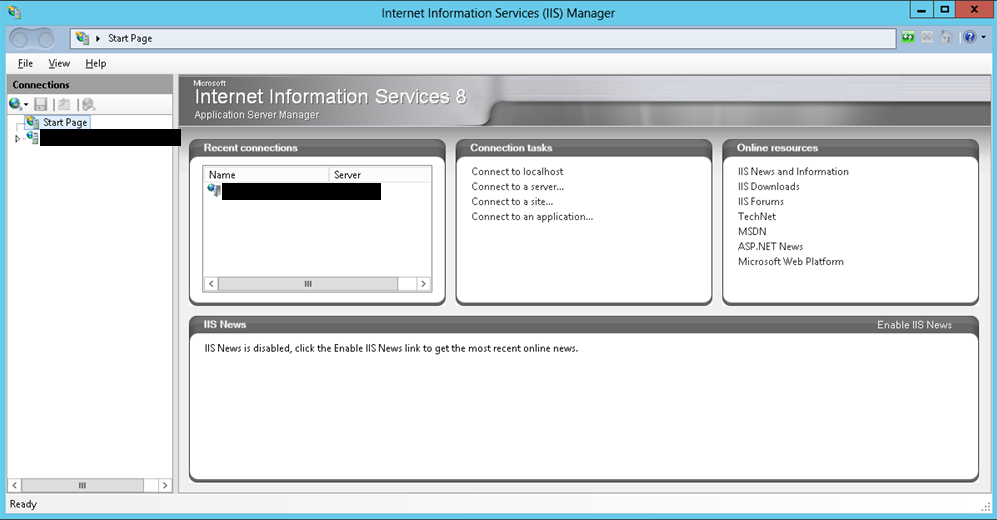 Internet Information Services (IIS) Manager
Start Page
File View Help
Connections
Start Page
Microsoft
Internet Information Services 8
Application Server Manager
Recent connections
Name Server
Connection tasks
Connect to localhost
Connect to a server...
Connect to a site...
Connect to an application...
Online resources
IIS News and Information
IIS Downloads
IIS Forums
TechNet
MSDN
ASP.NET News
Microsoft Web Platform
IIS News Enable IIS News
IIS News is disabled, click the Enable IIS News link to get the most recent online news.
Ready